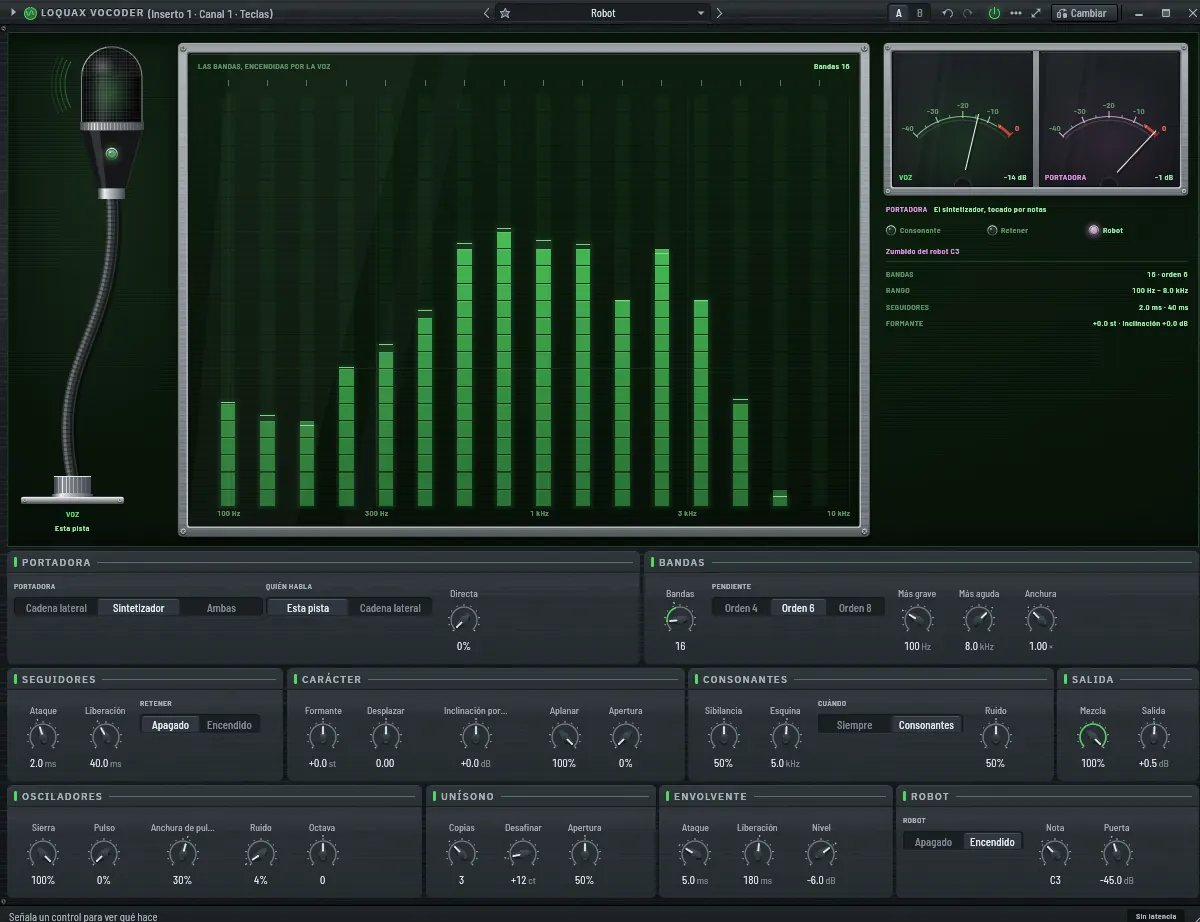 LOQUAX VOCODER (Inserto 1 · Canal 1 · Teclas)
Robot
A B
Cambiar
LAS BANDAS, ENCENDIDAS POR LA VOZ
Bandas 16
100 Hz 300 Hz 1 kHz 3 kHz 10 kHz
VOZ
Esta pista
-40 -30 -20 -10 0
VOZ -14 dB
-40 -30 -20 -10 0
PORTADORA -1 dB
PORTADORA El sintetizador, tocado por notas
Consonante Retener Robot
Zumbido del robot C3
BANDAS 16 · orden 6
RANGO 100 Hz – 8.0 kHz
SEGUIDORES 2.0 ms · 40 ms
FORMANTE +0.0 st · Inclinación +0.0 dB
PORTADORA
PORTADORA
Cadena lateral Sintetizador Ambas
QUIÉN HABLA
Esta pista Cadena lateral
Directa
0%
BANDAS
Bandas
16
PENDIENTE
Orden 4 Orden 6 Orden 8
Más grave Más aguda Anchura
100 Hz 8.0 kHz 1.00 ×
SEGUIDORES
Ataque Liberación
2.0 ms 40.0 ms
RETENER
Apagado Encendido
CARÁCTER
Formante Desplazar Inclinación por... Aplanar Apertura
+0.0 st 0.00 +0.0 dB 100% 0%
CONSONANTES
Sibilancia Esquina
50% 5.0 kHz
CUÁNDO
Siempre Consonantes
Ruido
50%
SALIDA
Mezcla Salida
100% +0.5 dB
OSCILADORES
Sierra Pulso Anchura de pul... Ruido Octava
100% 0% 30% 4% 0
UNÍSONO
Copias Desafinar Apertura
3 +12 ct 50%
ENVOLVENTE
Ataque Liberación Nivel
5.0 ms 180 ms -6.0 dB
ROBOT
ROBOT
Apagado Encendido
Nota Puerta
C3 -45.0 dB
Señala un control para ver qué hace
Sin latencia